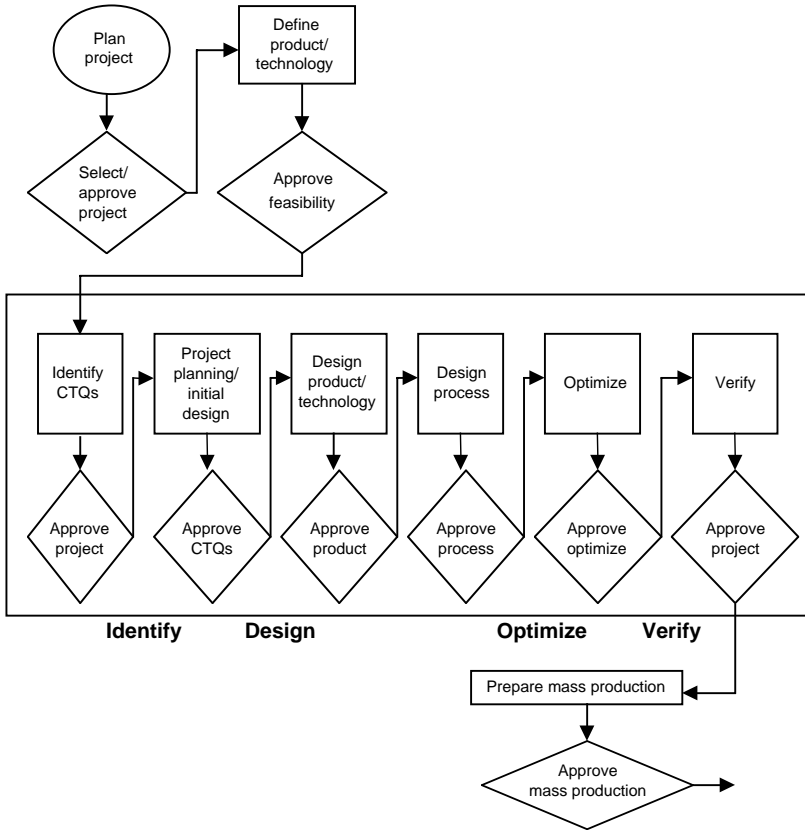 Plan
project
Define
product/
technology
Select/
approve
project
Approve
feasibility
Identify
CTQs
Project
planning/
initial
design
Design
product/
technology
Design
process
Optimize
Verify
Approve
project
Approve
CTQs
Approve
product
Approve
process
Approve
optimize
Approve
project
Identify
Design
Optimize
Verify
Prepare mass production
Approve
mass production